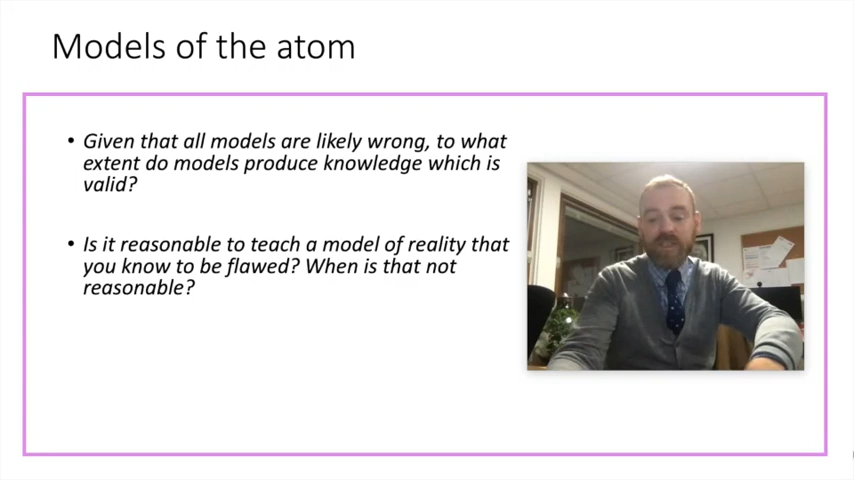 Models of the atom
• Given that all models are likely wrong, to what
extent do models produce knowledge which is
valid?
• Is it reasonable to teach a model of reality that
you know to be flawed? When is that not
reasonable?